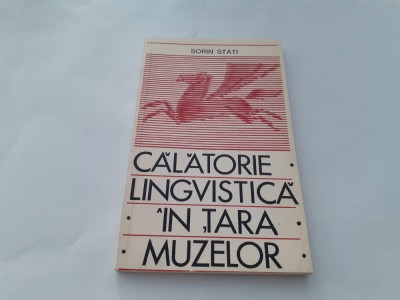 SORIN STATI
CĂLĂTORIE ·
LINGVISTICĂ ·
· ÎN ȚARA ·
· MUZELOR ·